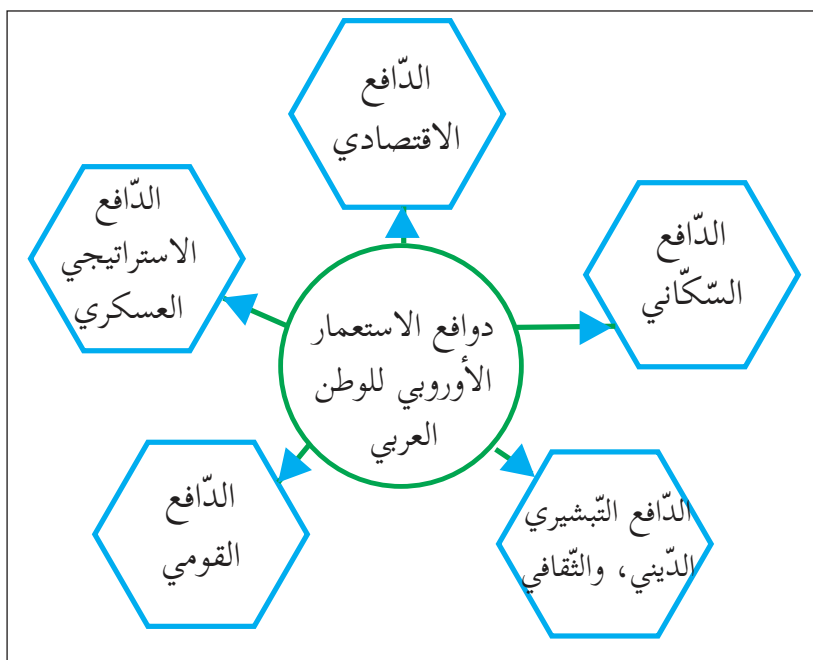 الدّافع
الاقتصادي
الدّافع
السّكّاني
الدّافع
الاستراتيجي
العسكري
دوافع الاستعمار
الأوروبي للوطن
العربي
الدّافع التّبشيري
الدّيني، والثّقافي
الدّافع
القومي